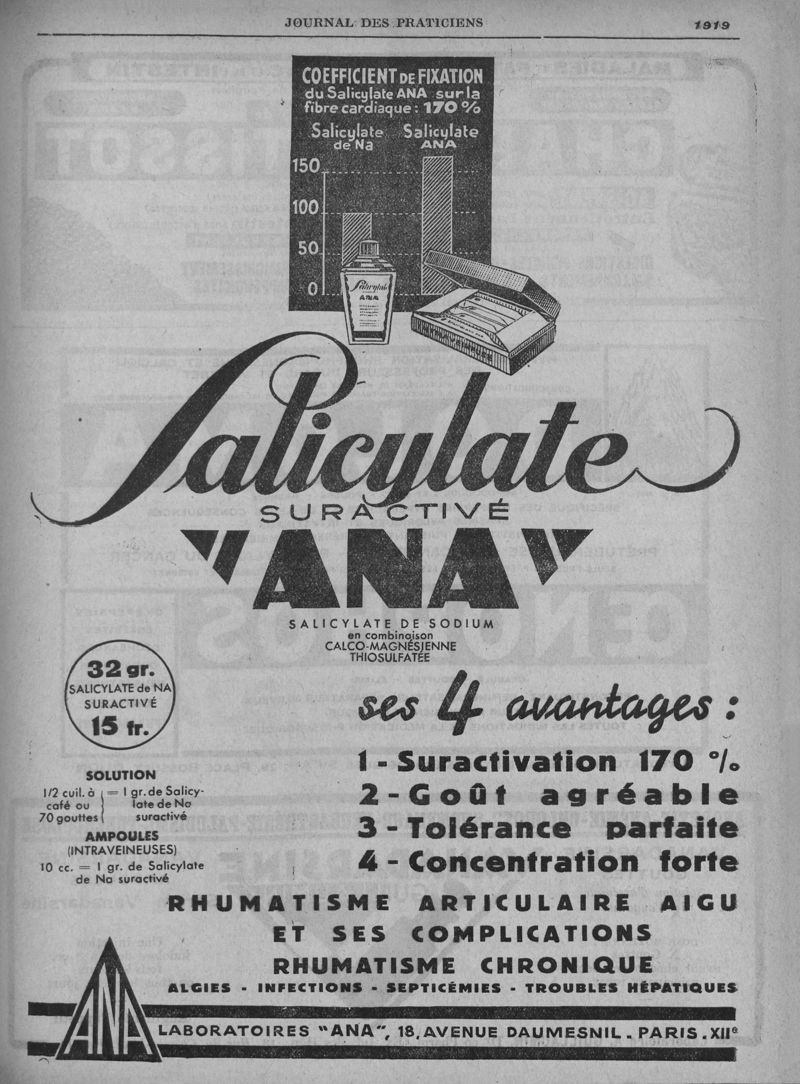 JOURNAL DES PRATICIENS
1919
COEFFICIENT DE FIXATION
du Salicylate ANA sur la
fibre cardiaque : 170 %
Salicylate de Na
Salicylate ANA
150
100
50
0
Salicylate
ANA
Salicylate
SURACTIVÉ
"ANA"
SALICYLATE DE SODIUM
en combinaison
CALCO-MAGNÉSIENNE
THIOSULFATÉE
32 gr.
SALICYLATE de NA
SURACTIVÉ
15 fr.
SOLUTION
1/2 cuil. à café ou 70 gouttes = 1 gr. de Salicylate de Na suractivé
AMPOULES
(INTRAVEINEUSES)
10 cc. = 1 gr. de Salicylate
de Na suractivé
ses 4 avantages :
1 - Suractivation 170 %
2 - Goût agréable
3 - Tolérance parfaite
4 - Concentration forte
RHUMATISME ARTICULAIRE AIGU
ET SES COMPLICATIONS
RHUMATISME CHRONIQUE
ALGIES - INFECTIONS - SEPTICÉMIES - TROUBLES HÉPATIQUES
ANA
LABORATOIRES "ANA", 18, AVENUE DAUMESNIL. PARIS. XIIe